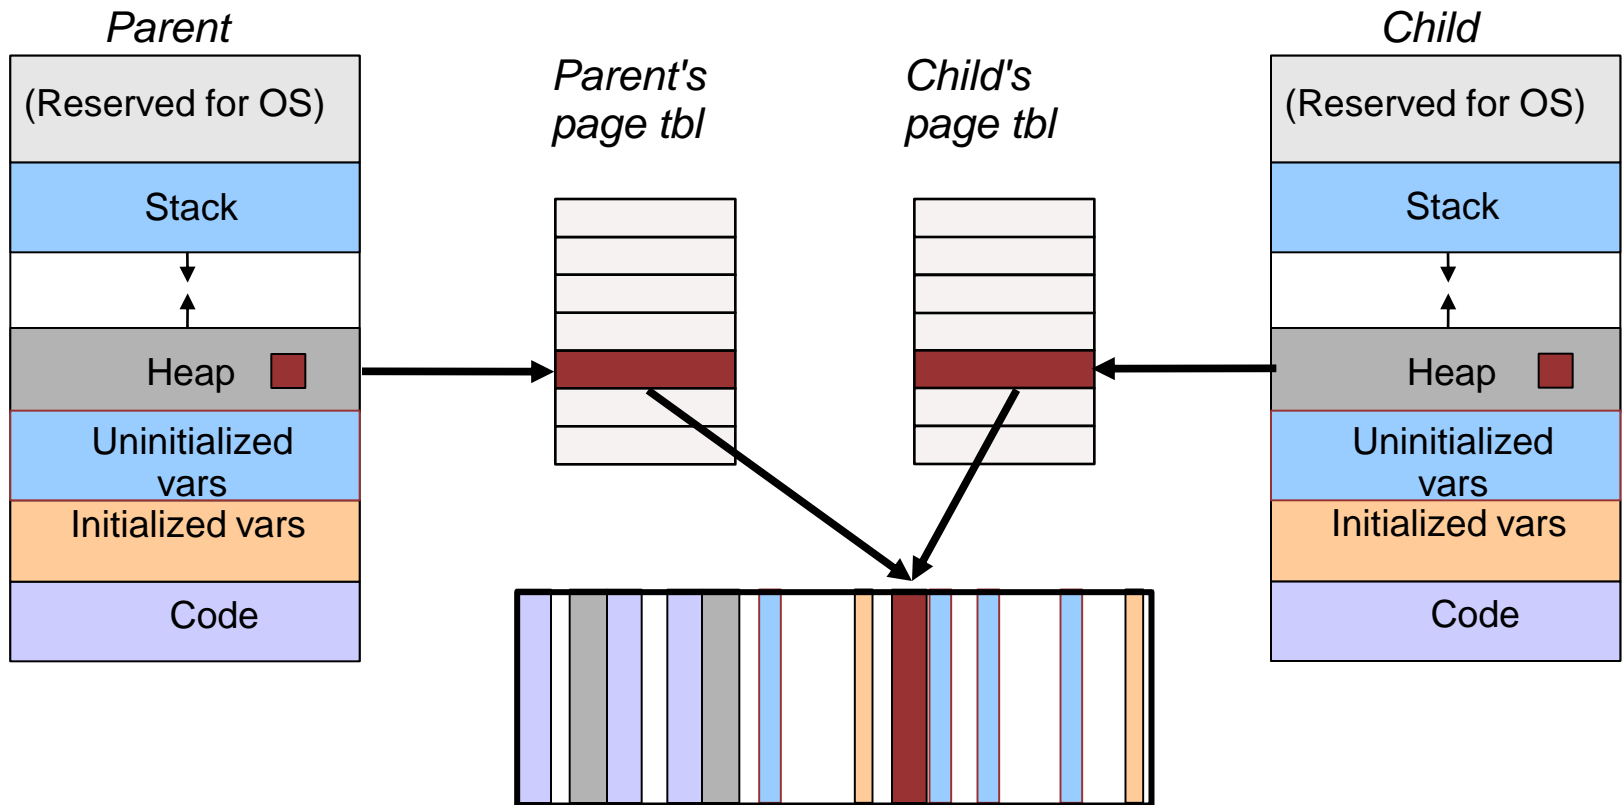 Parent
(Reserved for OS)
Stack
Heap
Uninitialized
vars
Initialized vars
Code
Parent's
page tbl
Child's
page tbl
Child
(Reserved for OS)
Stack
Heap
Uninitialized
vars
Initialized vars
Code